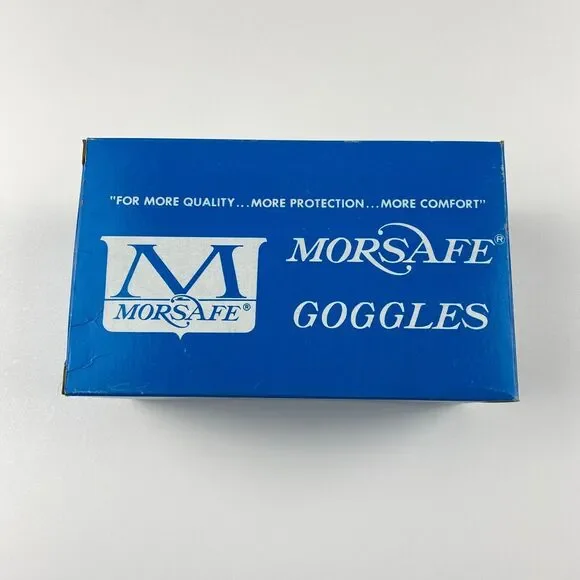 "FOR MORE QUALITY...MORE PROTECTION...MORE COMFORT"
M
MORSAFE®
MORSAFE®
GOGGLES